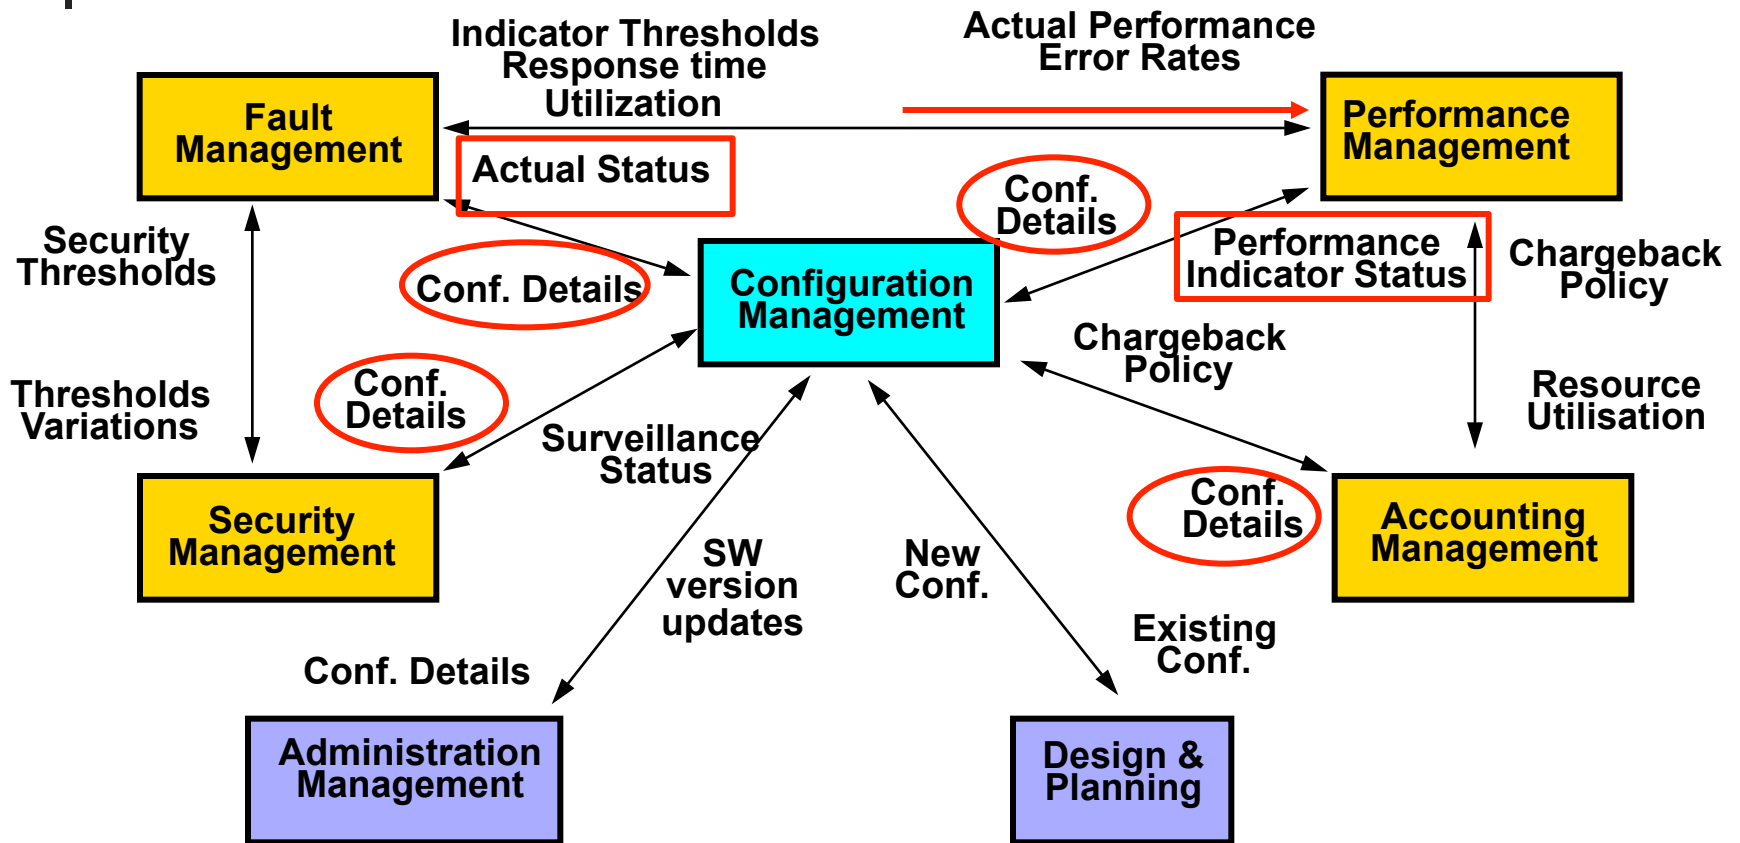 Indicator Thresholds
Response time
Utilization
Actual Performance
Error Rates
Fault
Management
Performance
Management
Actual Status
Conf.
Details
Security
Thresholds
Performance
Indicator Status
Chargeback
Policy
Conf. Details
Configuration
Management
Chargeback
Policy
Thresholds
Variations
Conf.
Details
Resource
Utilisation
Surveillance
Status
Security
Management
Conf.
Details
Accounting
Management
SW
version
updates
New
Conf.
Existing
Conf.
Conf. Details
Administration
Management
Design &
Planning